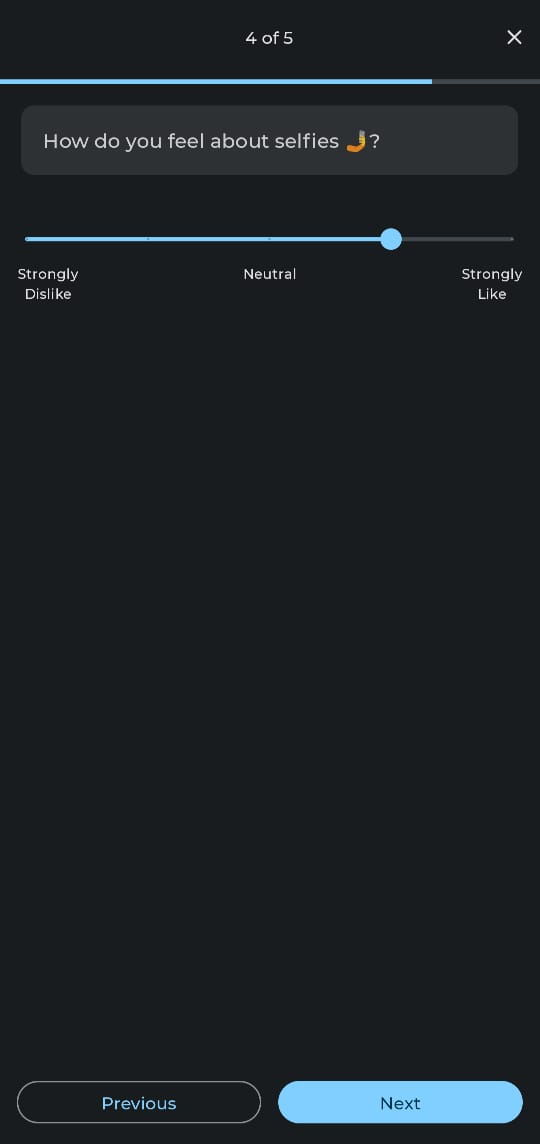 4 of 5
How do you feel about selfies 🤳?
Strongly
Dislike
Neutral
Strongly
Like
Previous
Next